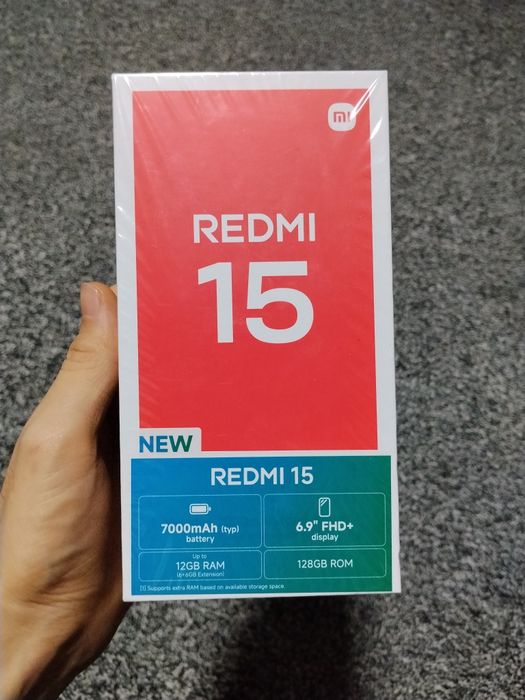 mi
REDMI
15
NEW
REDMI 15
7000mAh (typ)
battery
6.9" FHD+
display
Up to
12GB RAM
(6+6GB Extension)
128GB ROM
[1] Supports extra RAM based on available storage space.